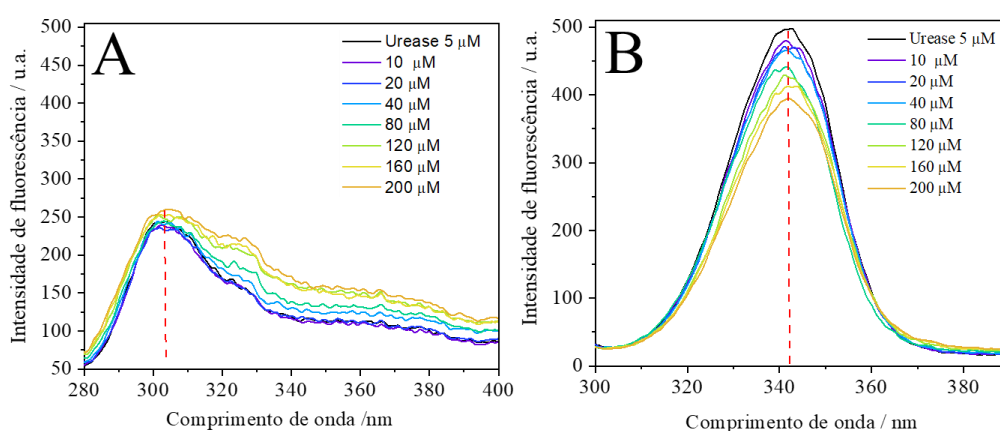 A
Intensidade de fluorescência / u.a.
500
450
400
350
300
250
200
150
100
50
Urease 5 µM
10 µM
20 µM
40 µM
80 µM
120 µM
160 µM
200 µM
280 300 320 340 360 380 400
Comprimento de onda /nm
B
Intensidade de fluorescência / u.a.
500
400
300
200
100
0
Urease 5 µM
10 µM
20 µM
40 µM
80 µM
120 µM
160 µM
200 µM
300 320 340 360 380
Comprimento de onda / nm